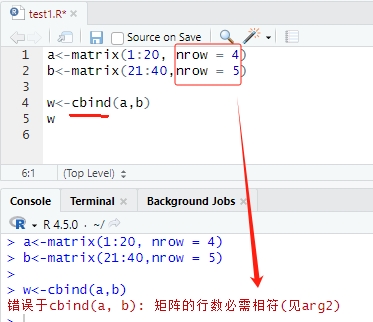 test1.R*
Source on Save
1 a<-matrix(1:20, nrow = 4)
2 b<-matrix(21:40,nrow = 5)
3
4 w<-cbind(a,b)
5 w
6
6:1 (Top Level)
Console Terminal Background Jobs
R R 4.5.0 · ~/
> a<-matrix(1:20, nrow = 4)
> b<-matrix(21:40,nrow = 5)
>
> w<-cbind(a,b)
错误于cbind(a, b): 矩阵的行数必需相符(见arg2)
>